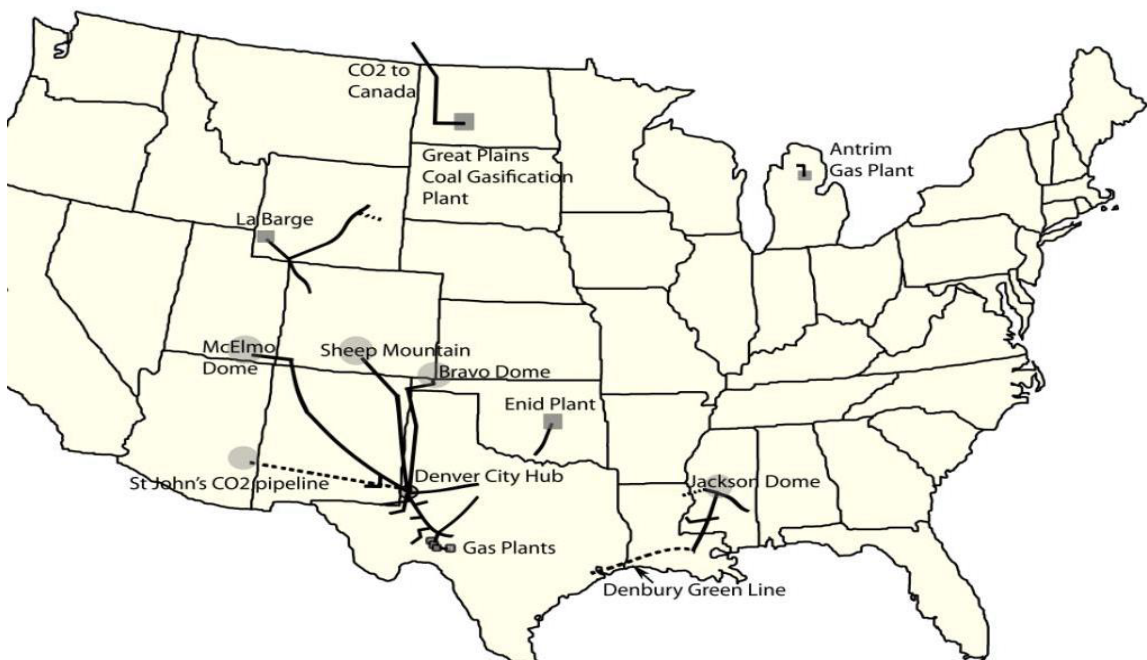 CO2 to
Canada
Great Plains
Coal Gasification
Plant
Antrim
Gas Plant
La Barge
McElmo
Dome
Sheep Mountain
Bravo Dome
Enid Plant
St John's CO2 pipeline
Denver City Hub
Jackson Dome
Gas Plants
Denbury Green Line